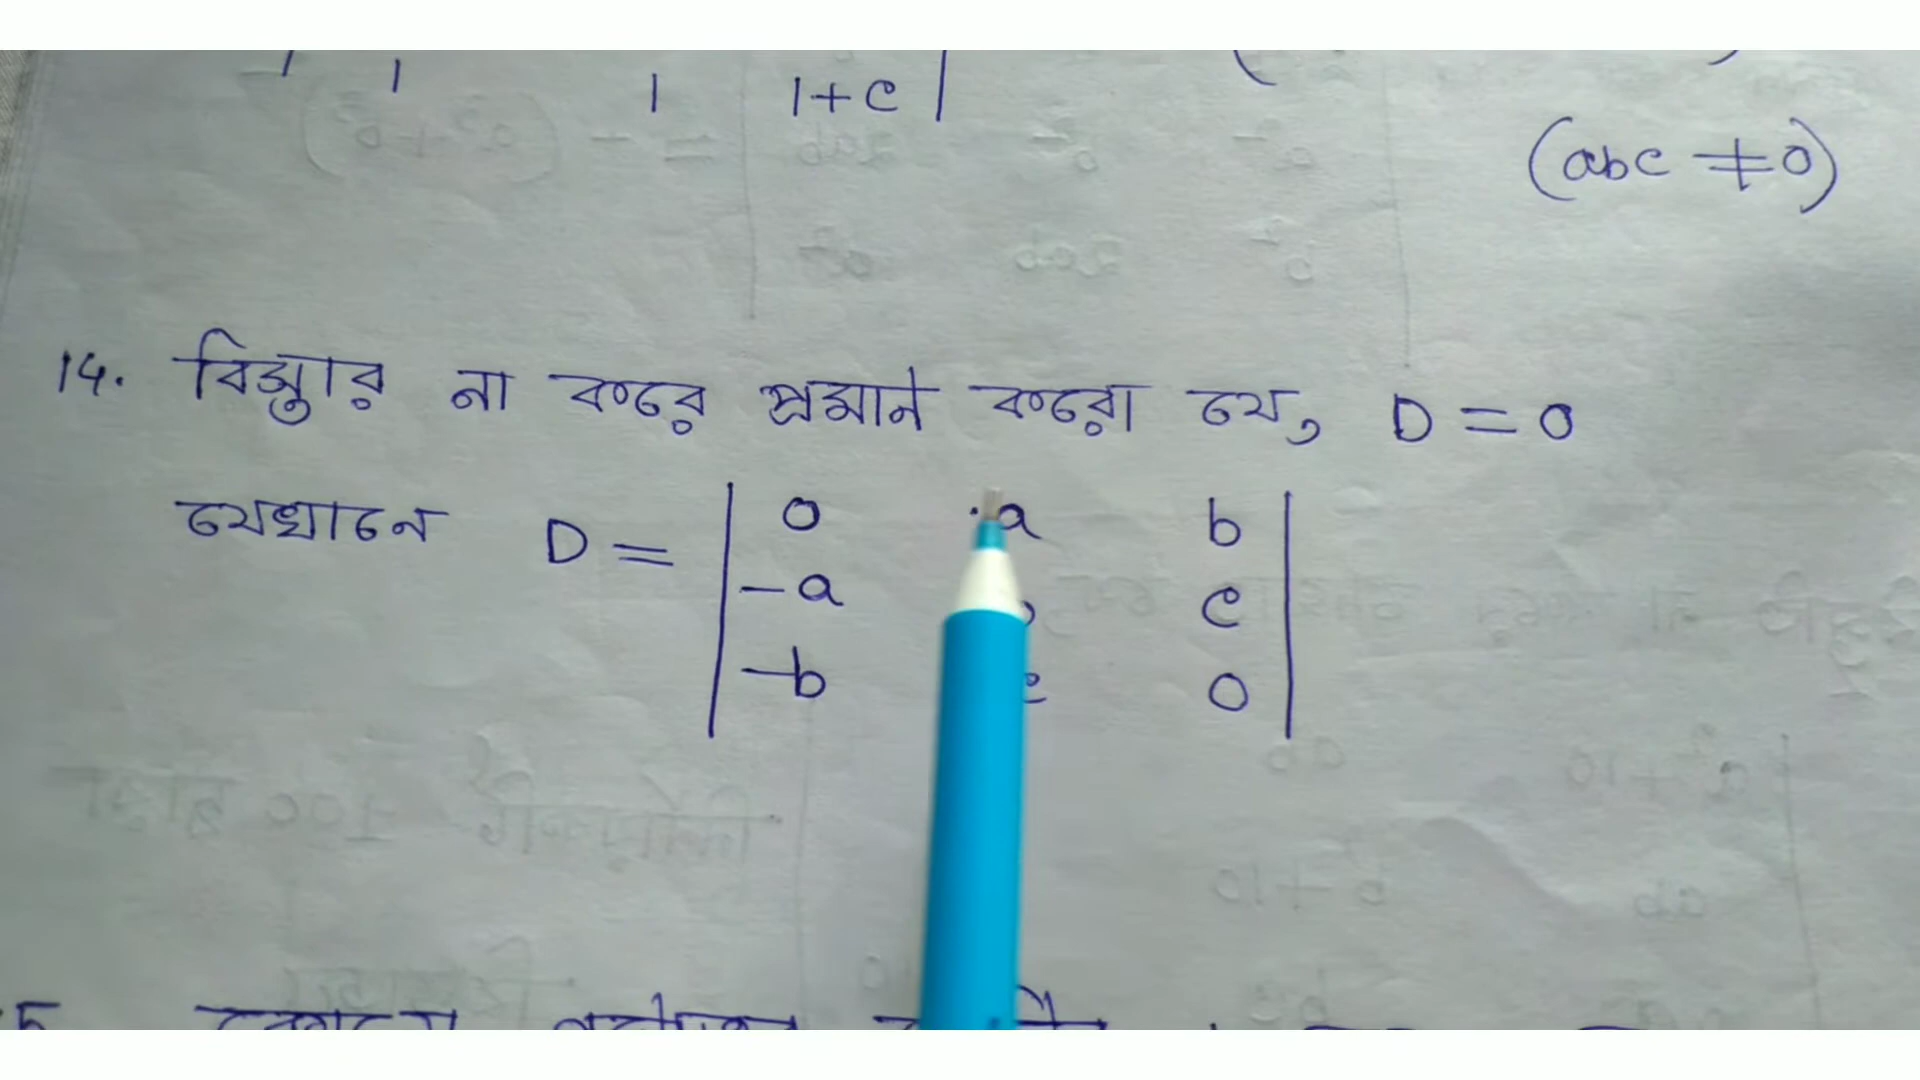 1 1 1+c
(abc ≠ 0)
14. বিস্তার না করে প্রমান করো যে, D = 0
যেখানে D =
0 a b
-a c
-b c 0